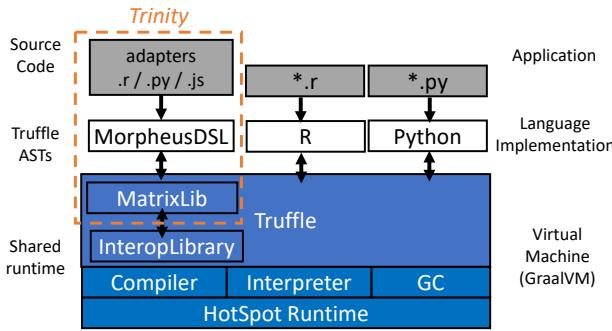 Trinity
Source
Code
adapters
.r / .py / .js
*.r
*.py
Application
Truffle
ASTs
MorpheusDSL
R
Python
Language
Implementation
MatrixLib
Truffle
InteropLibrary
Shared
runtime
Virtual
Machine
(GraalVM)
Compiler
Interpreter
GC
HotSpot Runtime